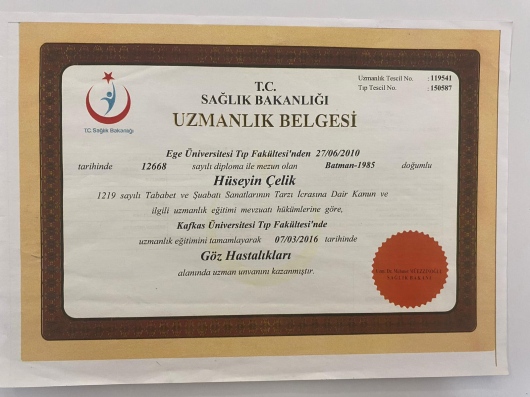 T.C. Sağlık Bakanlığı
T.C.
SAĞLIK BAKANLIĞI
UZMANLIK BELGESİ
Uzmanlık Tescil No. : 119541
Tıp Tescil No. : 150587
Ege Üniversitesi Tıp Fakültesi'nden 27/06/2010
tarihinde 12668 sayılı diploma ile mezun olan Batman-1985 doğumlu
Hüseyin Çelik
1219 sayılı Tababet ve Şuabatı Sanatlarının Tarzı İcrasına Dair Kanun ve
ilgili uzmanlık eğitimi mevzuatı hükümlerine göre,
Kafkas Üniversitesi Tıp Fakültesi'nde
uzmanlık eğitimini tamamlayarak 07/03/2016 tarihinde
Göz Hastalıkları
alanında uzman unvanını kazanmıştır.
SAĞLIK BAKANI